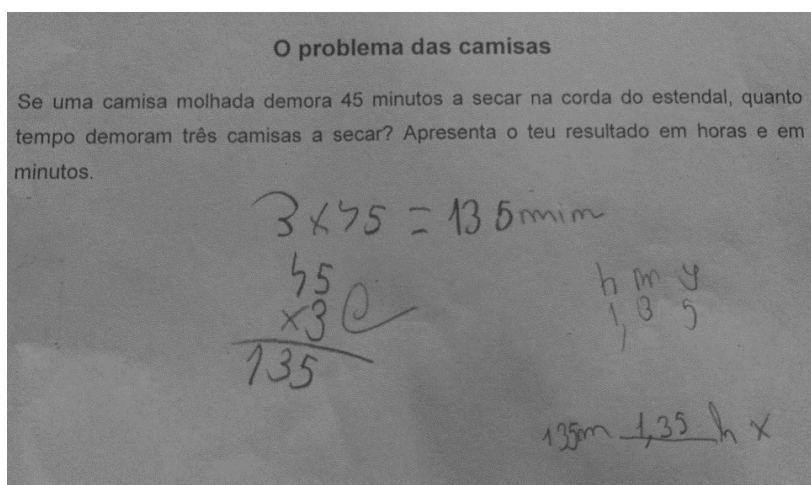 O problema das camisas
Se uma camisa molhada demora 45 minutos a secar na corda do estendal, quanto
tempo demoram três camisas a secar? Apresenta o teu resultado em horas e em
minutos.
3 x 45 = 135 mim
45
x3
135
h m
1, 3 5
135m 1,35 h x